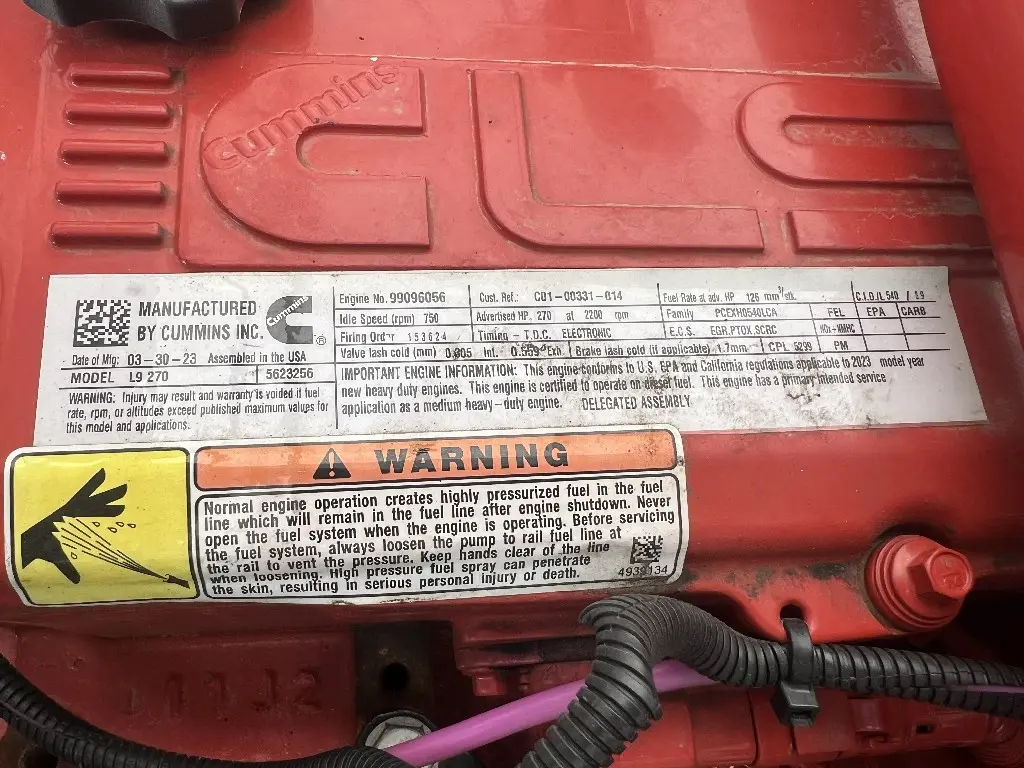 cummins
CLS
MANUFACTURED
BY CUMMINS INC.
®
Date of Mfg: 03-30-23 Assembled in the USA
MODEL L9 270 5623256
WARNING: Injury may result and warranty is voided if fuel
rate, rpm, or altitudes exceed published maximum values for
this model and applications.
Engine No. 99096056 Cust. Ref.: C01-00331-014 Fuel Rate at adv. HP 126 mm³/stk. C.I.D./L 540 / 8.9
Idle Speed (rpm) 750 Advertised HP 270 at 2200 rpm Family PCEXH0540LCA FEL EPA CARB
Firing Order 153624 Timing - T.D.C. ELECTRONIC E.C.S. EGR,PTOX,SCRC NOx+NMHC
Valve lash cold (mm) 0.305 Int. 0.559 Exh. Brake lash cold (if applicable) 1.7mm CPL 5299 PM
IMPORTANT ENGINE INFORMATION: This engine conforms to U.S. EPA and California regulations applicable to 2023 model year
new heavy duty engines. This engine is certified to operate on diesel fuel. This engine has a primary intended service
application as a medium heavy-duty engine. DELEGATED ASSEMBLY
WARNING
Normal engine operation creates highly pressurized fuel in the fuel
line which will remain in the fuel line after engine shutdown. Never
open the fuel system when the engine is operating. Before servicing
the fuel system, always loosen the pump to rail fuel line at
the rail to vent the pressure. Keep hands clear of the line
when loosening. High pressure fuel spray can penetrate
the skin, resulting in serious personal injury or death.
4939134